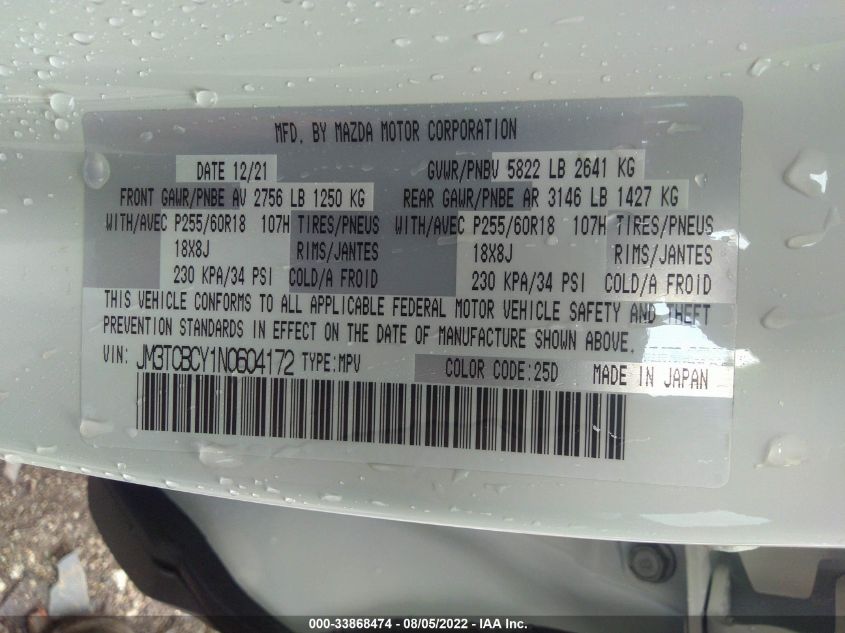 MFD. BY MAZDA MOTOR CORPORATION
DATE 12/21 GVWR/PNBV 5822 LB 2641 KG
FRONT GAWR/PNBE AV 2756 LB 1250 KG REAR GAWR/PNBE AR 3146 LB 1427 KG
WITH/AVEC P255/60R18 107H TIRES/PNEUS WITH/AVEC P255/60R18 107H TIRES/PNEUS
18X8J RIMS/JANTES 18X8J RIMS/JANTES
230 KPA/34 PSI COLD/A FROID 230 KPA/34 PSI COLD/A FROID
THIS VEHICLE CONFORMS TO ALL APPLICABLE FEDERAL MOTOR VEHICLE SAFETY AND THEFT
PREVENTION STANDARDS IN EFFECT ON THE DATE OF MANUFACTURE SHOWN ABOVE.
VIN: JM3TCBCY1N0604172 TYPE:MPV COLOR CODE:25D MADE IN JAPAN
000-33868474 - 08/05/2022 - IAA Inc.